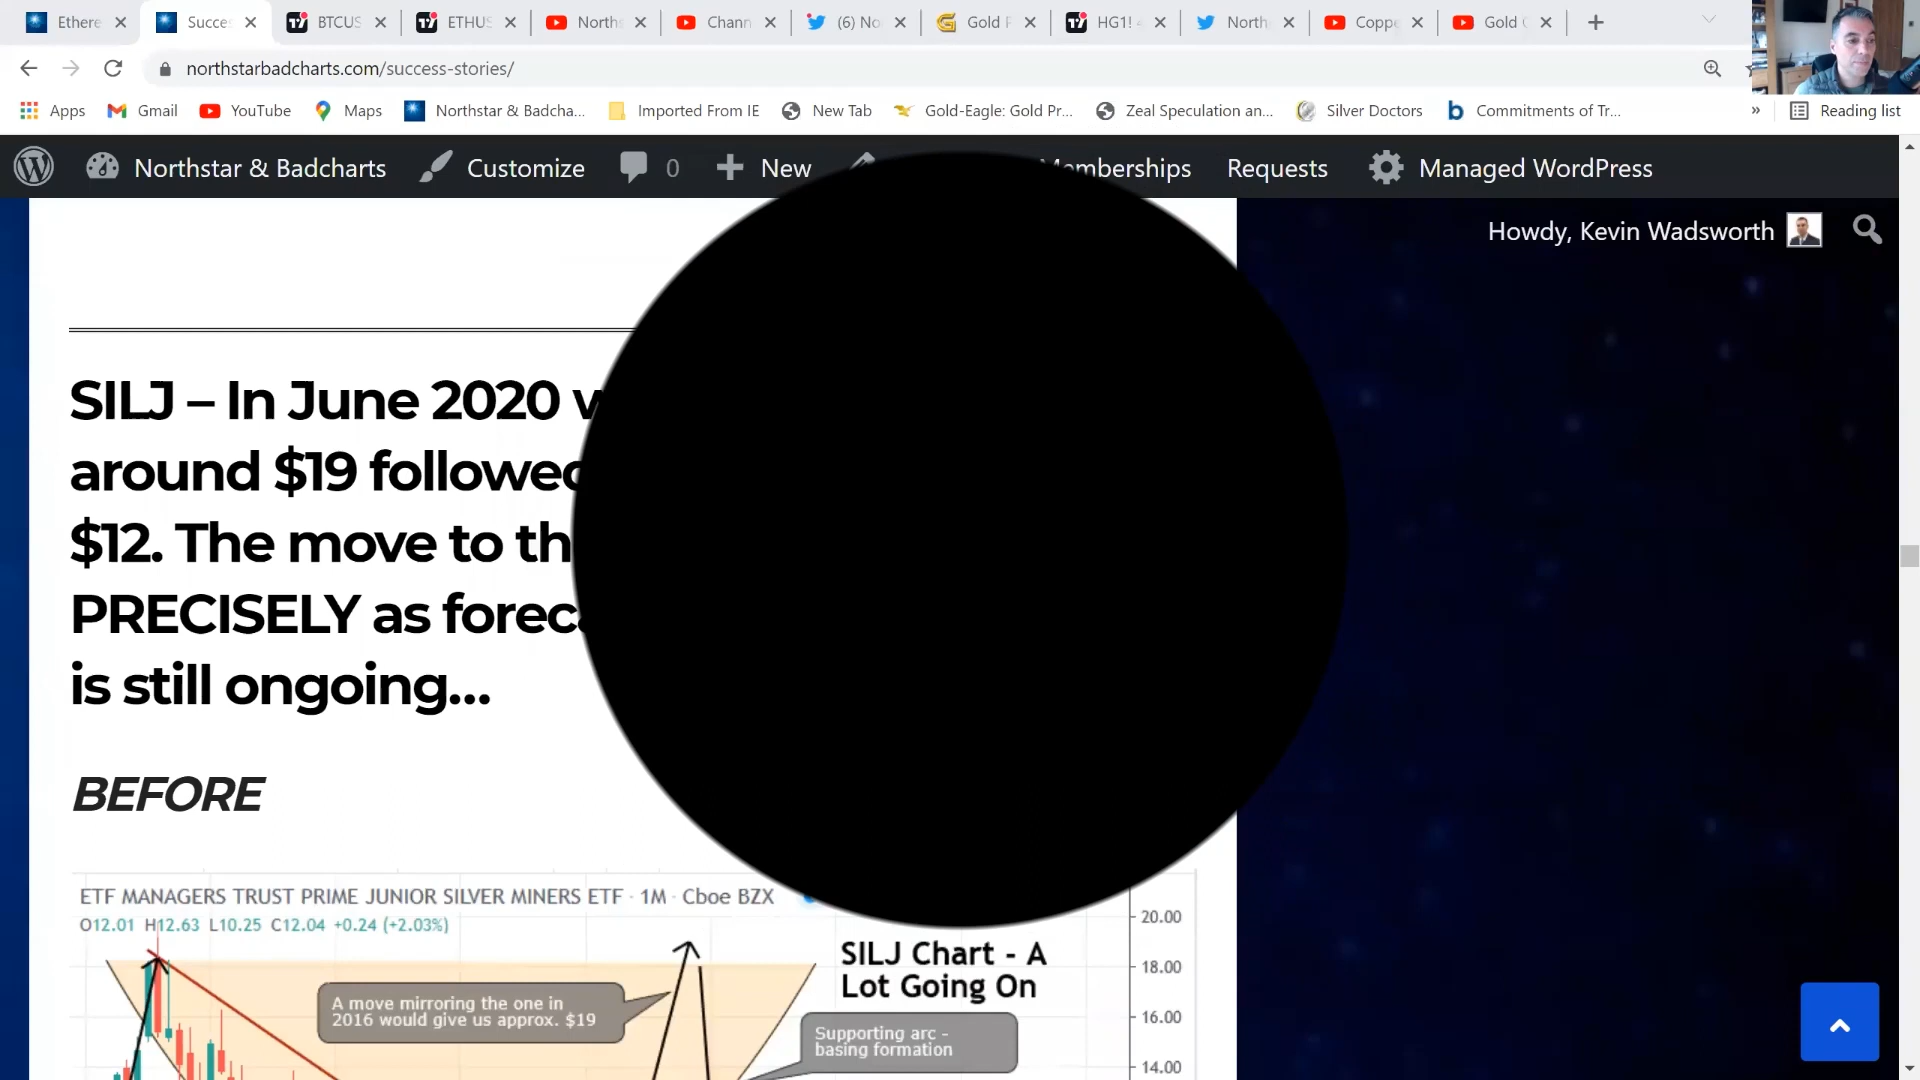 Ethere
Succes
BTCUS
ETHUS
Norths
Chann
(6) No
Gold P
HG1!
North
Coppe
Gold
northstarbadcharts.com/success-stories/
Apps
Gmail
YouTube
Maps
Northstar & Badcha...
Imported From IE
New Tab
Gold-Eagle: Gold Pr...
Zeal Speculation an...
Silver Doctors
Commitments of Tr...
»
Reading list
Northstar & Badcharts
Customize
0
New
Memberships
Requests
Managed WordPress
Howdy, Kevin Wadsworth
SILJ – In June 2020
around $19 followed
$12. The move to
PRECISELY as
is still ongoing...
BEFORE
ETF MANAGERS TRUST PRIME JUNIOR SILVER MINERS ETF · 1M · Cboe BZX
O12.01 H12.63 L10.25 C12.04 +0.24 (+2.03%)
20.00
SILJ Chart - A
Lot Going On
18.00
A move mirroring the one in
2016 would give us approx. $19
16.00
Supporting arc -
basing formation
14.00